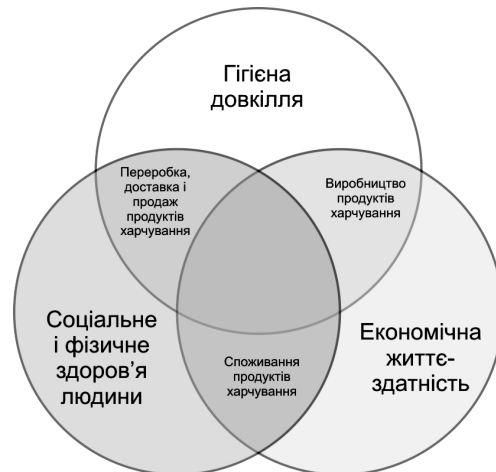 Гігієна
довкілля
Переробка,
доставка і
продаж
продуктів
харчування
Виробництво
продуктів
харчування
Соціальне
і фізичне
здоров’я
людини
Споживання
продуктів
харчування
Економічна
життє-
здатність